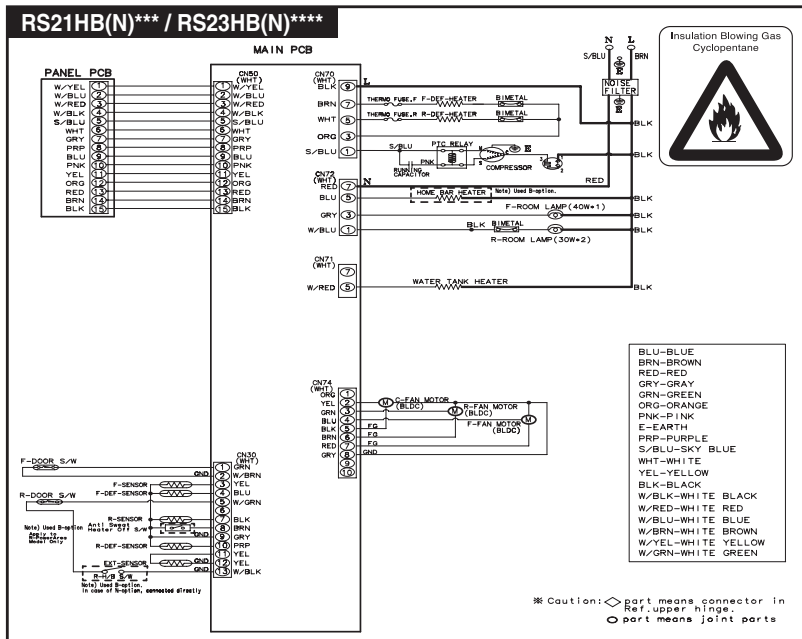 RS21HB(N)*** / RS23HB(N)****
MAIN PCB
PANEL PCB
W/YEL 1
W/BLU 2
W/RED 3
W/BLK 4
S/BLU 5
WHT 6
GRY 7
PRP 8
BLU 9
PNK 10
YEL 11
ORG 12
RED 13
BRN 14
BLK 15
CN50
(WHT)
1 W/YEL
2 W/BLU
3 W/RED
4 W/BLK
5 S/BLU
6 WHT
7 GRY
8 PRP
9 BLU
10 PNK
11 YEL
12 ORG
13 RED
14 BRN
15 BLK
CN70
(WHT)
BLK 9 L
BRN 7 THERMO FUSE,F F-DEF-HEATER BIMETAL
WHT 5 THERMO FUSE,R R-DEF-HEATER BIMETAL
ORG 3
S/BLU 1
S/BLU
PNK
RUNNING
CAPACITOR
PTC RELAY
M
S
C
COMPRESSOR
E
BLK
BLK
N L
S/BLU
BRN
E
NOISE
FILTER
E
CN72
(WHT)
RED 7 N
RED
BLU 5 HOME BAR HEATER Note) Used B-option.
BLK
GRY 3 F-ROOM LAMP(40W*1)
BLK
W/BLU 1 BLK BIMETAL
BLK
R-ROOM LAMP(30W*2)
CN71
(WHT)
7
W/RED 5 WATER TANK HEATER
BLK
CN74
(WHT)
ORG 1
YEL 2
GRN 3
BLU 4
BLK 5 FG
BRN 6 FG
RED 7 FG
GRY 8 GND
9
10
M C-FAN MOTOR
(BLDC)
M R-FAN MOTOR
(BLDC)
M F-FAN MOTOR
(BLDC)
CN30
(WHT)
1 GRN
2 W/BRN
3 YEL
4 BLU
5 W/GRN
6
7 BLK
8 BRN
9 GRY
10 PRP
11 YEL
12 YEL
13 W/BLK
F-DOOR S/W
GND
F-SENSOR
F-DEF-SENSOR
R-DOOR S/W
R-SENSOR
Note) Used B-option
Apply to
Model Only
Anti Sweat
Heater Off S/W
GND
R-DEF-SENSOR
EXT-SENSOR
GND
R-H/B S/W
Note) Used B-option.
In case of N-option, connected directly
Insulation Blowing Gas
Cyclopentane
BLU-BLUE
BRN-BROWN
RED-RED
GRY-GRAY
GRN-GREEN
ORG-ORANGE
PNK-PINK
E-EARTH
PRP-PURPLE
S/BLU-SKY BLUE
WHT-WHITE
YEL-YELLOW
BLK-BLACK
W/BLK-WHITE BLACK
W/RED-WHITE RED
W/BLU-WHITE BLUE
W/BRN-WHITE BROWN
W/YEL-WHITE YELLOW
W/GRN-WHITE GREEN
※ Caution: ◇ part means connector in
Ref.upper hinge.
○ part means joint parts